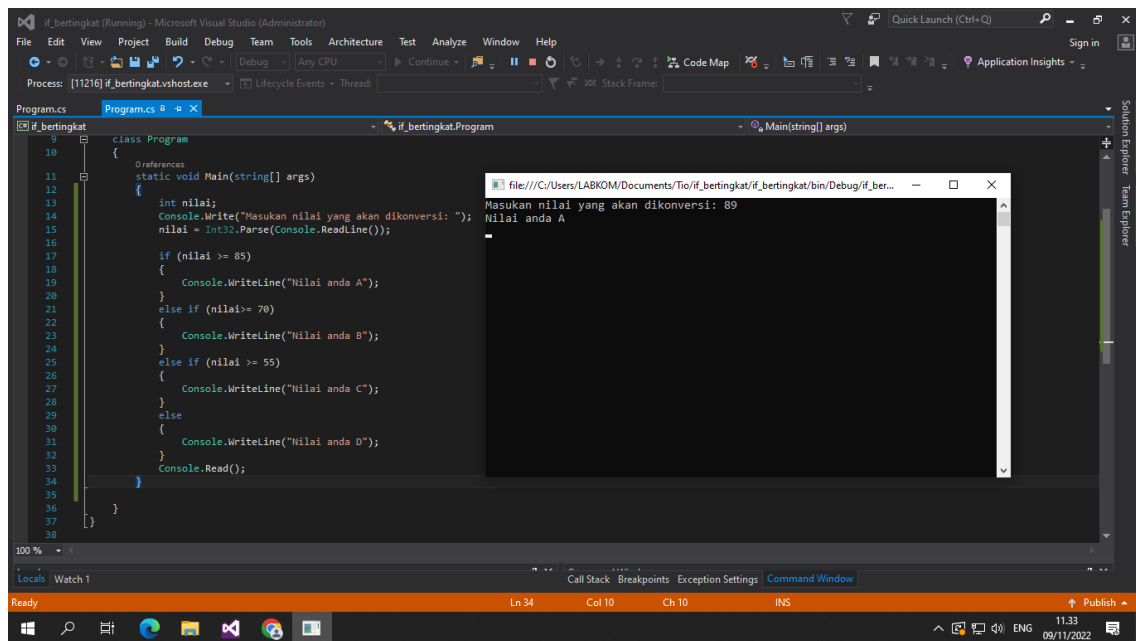 if_bertingkat (Running) - Microsoft Visual Studio (Administrator)
Quick Launch (Ctrl+Q)
File Edit View Project Build Debug Team Tools Architecture Test Analyze Window Help
Sign in
Debug Any CPU Continue Code Map Application Insights
Process: [11216] if_bertingkat.vshost.exe Lifecycle Events Thread: Stack Frame:
Program.cs Program.cs
if_bertingkat if_bertingkat.Program Main(string[] args)
Solution Explorer
Team Explorer
9 class Program
10 {
0 references
11 static void Main(string[] args)
12 {
13 int nilai;
14 Console.Write("Masukan nilai yang akan dikonversi: ");
15 nilai = Int32.Parse(Console.ReadLine());
16
17 if (nilai >= 85)
18 {
19 Console.WriteLine("Nilai anda A");
20 }
21 else if (nilai>= 70)
22 {
23 Console.WriteLine("Nilai anda B");
24 }
25 else if (nilai >= 55)
26 {
27 Console.WriteLine("Nilai anda C");
28 }
29 else
30 {
31 Console.WriteLine("Nilai anda D");
32 }
33 Console.Read();
34 }
35
36 }
37 }
38
file:///C:/Users/LABKOM/Documents/Tio/if_bertingkat/if_bertingkat/bin/Debug/if_ber...
Masukan nilai yang akan dikonversi: 89
Nilai anda A
100 %
Locals Watch 1 Call Stack Breakpoints Exception Settings Command Window
Ready Ln 34 Col 10 Ch 10 INS Publish
ENG
11.33
09/11/2022